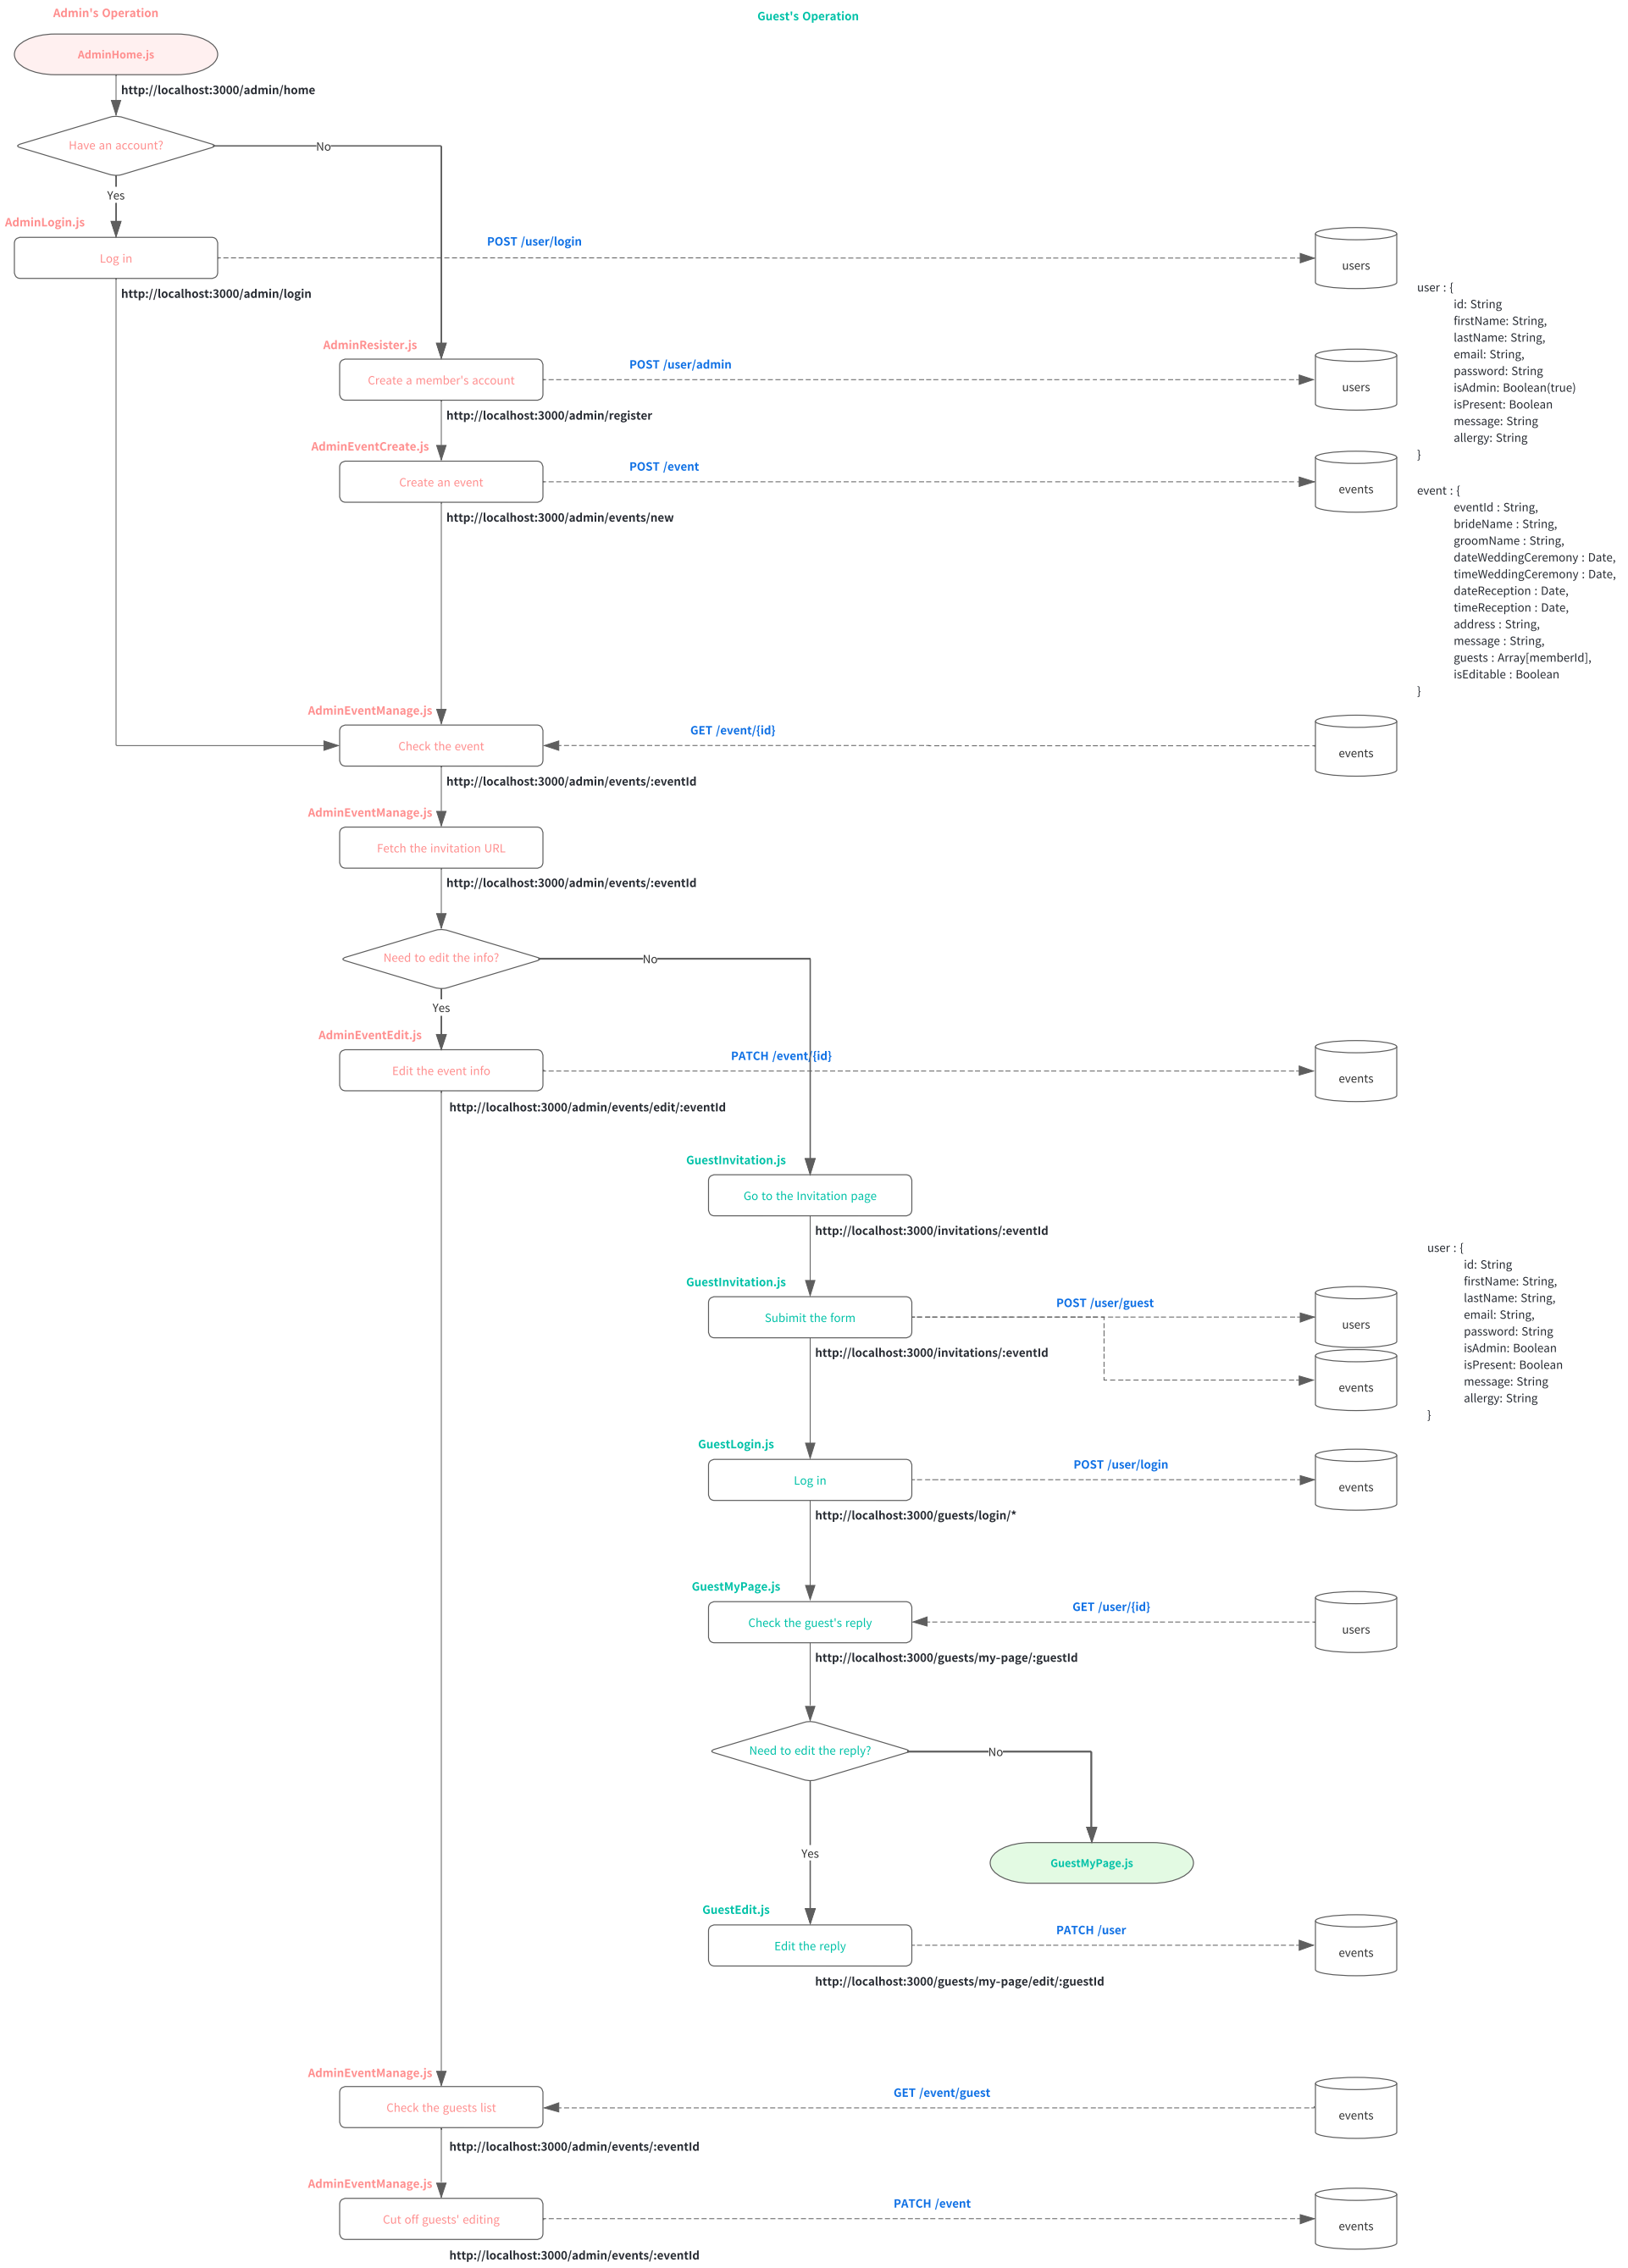 Admin's Operation
Guest's Operation
AdminHome.js
http://localhost:3000/admin/home
Have an account?
No
Yes
AdminLogin.js
Log in
POST /user/login
users
http://localhost:3000/admin/login
user : {
id: String
firstName: String,
lastName: String,
email: String,
password: String
isAdmin: Boolean(true)
isPresent: Boolean
message: String
allergy: String
}
AdminResister.js
Create a member's account
POST /user/admin
users
http://localhost:3000/admin/register
AdminEventCreate.js
Create an event
POST /event
events
http://localhost:3000/admin/events/new
event : {
eventId : String,
brideName : String,
groomName : String,
dateWeddingCeremony : Date,
timeWeddingCeremony : Date,
dateReception : Date,
timeReception : Date,
address : String,
message : String,
guests : Array[memberId],
isEditable : Boolean
}
AdminEventManage.js
Check the event
GET /event/{id}
events
http://localhost:3000/admin/events/:eventId
AdminEventManage.js
Fetch the invitation URL
http://localhost:3000/admin/events/:eventId
Need to edit the info?
No
Yes
AdminEventEdit.js
Edit the event info
PATCH /event/{id}
events
http://localhost:3000/admin/events/edit/:eventId
GuestInvitation.js
Go to the Invitation page
http://localhost:3000/invitations/:eventId
GuestInvitation.js
Subimit the form
POST /user/guest
users
events
http://localhost:3000/invitations/:eventId
user : {
id: String
firstName: String,
lastName: String,
email: String,
password: String
isAdmin: Boolean
isPresent: Boolean
message: String
allergy: String
}
GuestLogin.js
Log in
POST /user/login
events
http://localhost:3000/guests/login/*
GuestMyPage.js
Check the guest's reply
GET /user/{id}
users
http://localhost:3000/guests/my-page/:guestId
Need to edit the reply?
No
Yes
GuestMyPage.js
GuestEdit.js
Edit the reply
PATCH /user
events
http://localhost:3000/guests/my-page/edit/:guestId
AdminEventManage.js
Check the guests list
GET /event/guest
events
http://localhost:3000/admin/events/:eventId
AdminEventManage.js
Cut off guests' editing
PATCH /event
events
http://localhost:3000/admin/events/:eventId